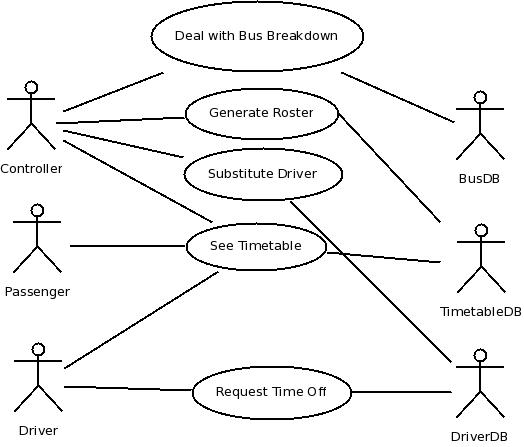 Deal with Bus Breakdown
Generate Roster
Controller
Substitute Driver
BusDB
See Timetable
Passenger
TimetableDB
Request Time Off
Driver
DriverDB